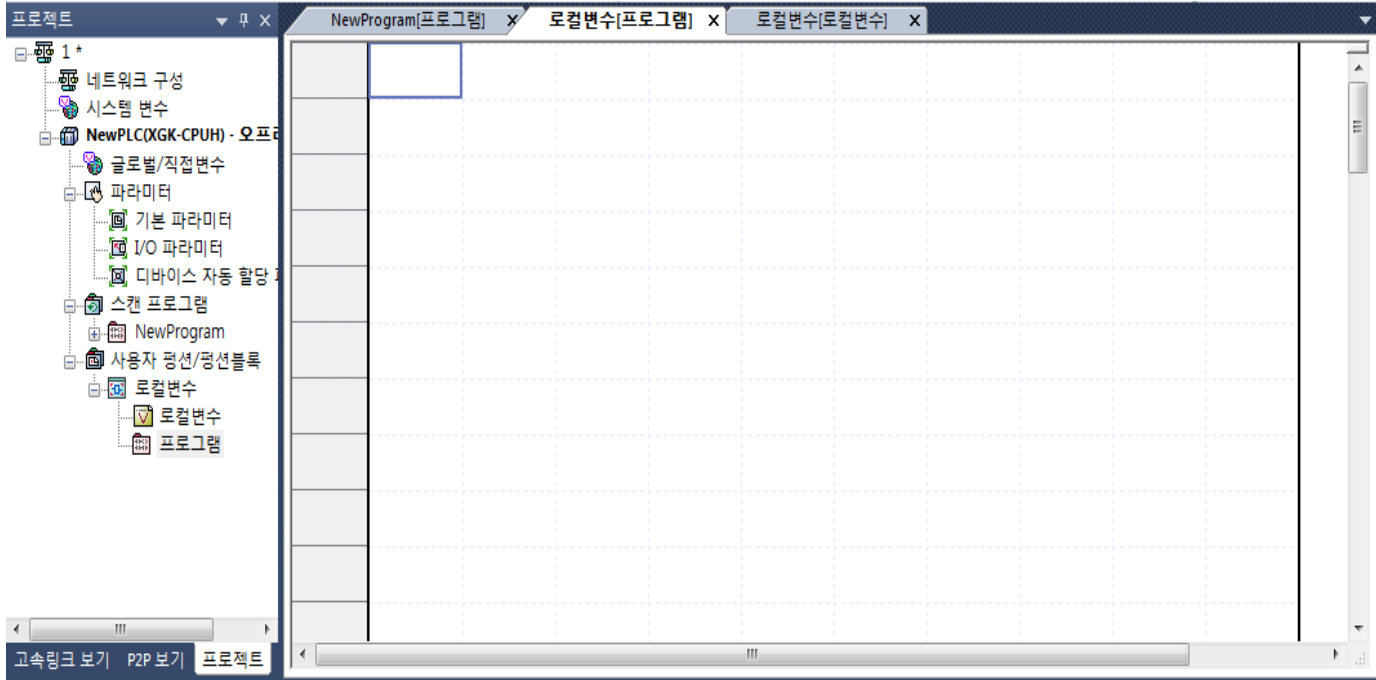 프로젝트
NewProgram[프로그램]
로컬변수[프로그램]
로컬변수[로컬변수]
1 *
네트워크 구성
시스템 변수
NewPLC(XGK-CPUH) - 오프
글로벌/직접변수
파라미터
기본 파라미터
I/O 파라미터
디바이스 자동 할당
스캔 프로그램
NewProgram
사용자 펑션/펑션블록
로컬변수
로컬변수
프로그램
고속링크 보기
P2P 보기
프로젝트